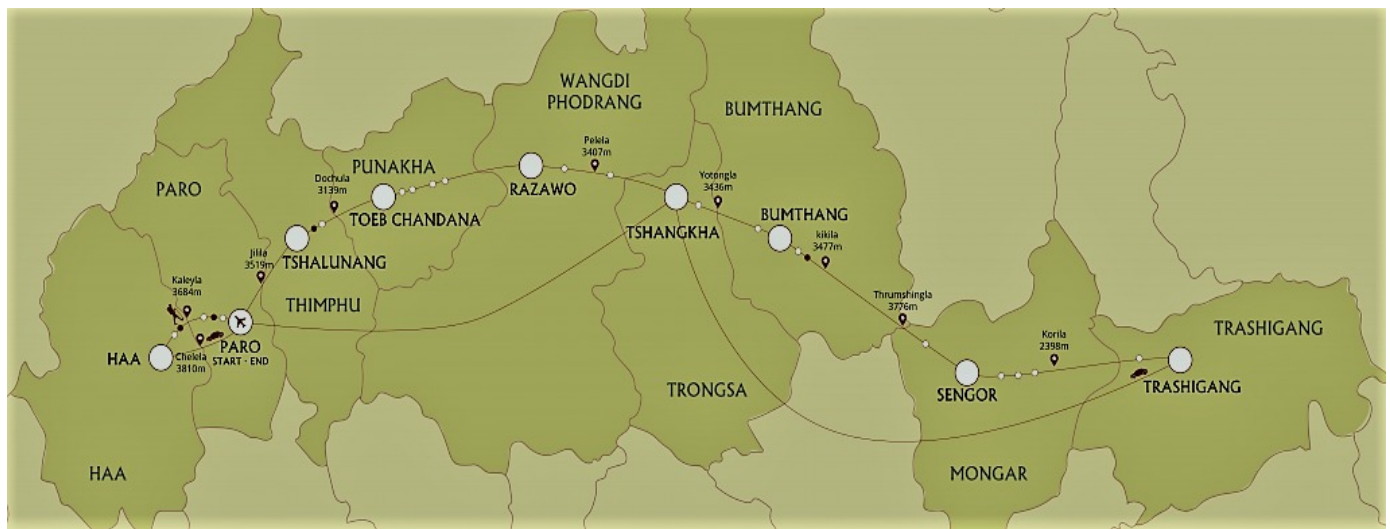 WANGDI
PHODRANG
BUMTHANG
PUNAKHA
Pelela
3407m
PARO
Dochula
3139m
RAZAWO
Yotongla
3436m
TOEB CHANDANA
TSHANGKHA
BUMTHANG
kikila
3477m
TSHALUNANG
Jilila
3519m
THIMPHU
Kaleyla
3684m
Thrumshingla
3776m
TRASHIGANG
Korila
2398m
HAA
Chelela
3810m
PARO
START - END
TRONGSA
SENGOR
TRASHIGANG
HAA
MONGAR